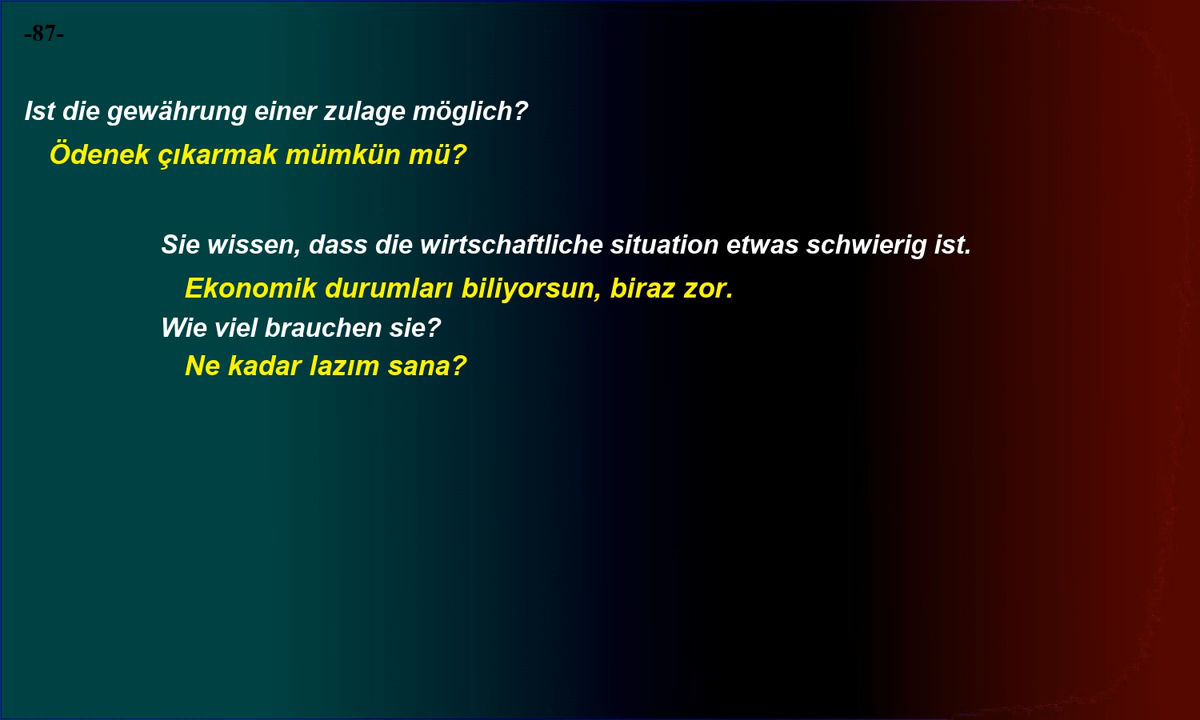 -87-
Ist die gewährung einer zulage möglich?
Ödenek çıkarmak mümkün mü?
Sie wissen, dass die wirtschaftliche situation etwas schwierig ist.
Ekonomik durumları biliyorsun, biraz zor.
Wie viel brauchen sie?
Ne kadar lazım sana?